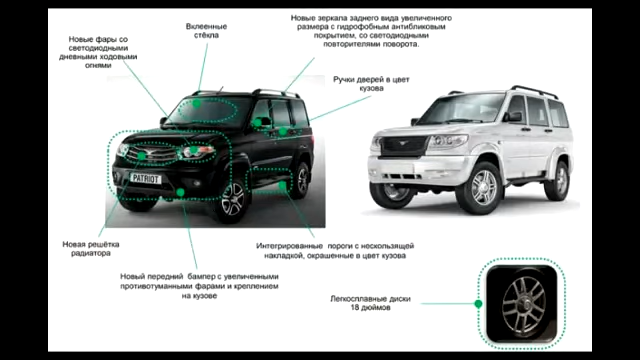 Вклеенные
стёкла
Новые зеркала заднего вида увеличенного
размера с гидрофобным антибликовым
покрытием, со светодиодными
повторителями поворота.
Новые фары со
светодиодными
дневными ходовыми
огнями
Ручки дверей в цвет
кузова
PATRIOT
Новая решётка
радиатора
Интегрированные пороги с нескользящей
накладкой, окрашенные в цвет кузова
Новый передний бампер с увеличенными
противотуманными фарами и креплением
на кузове
Легкосплавные диски
18 дюймов